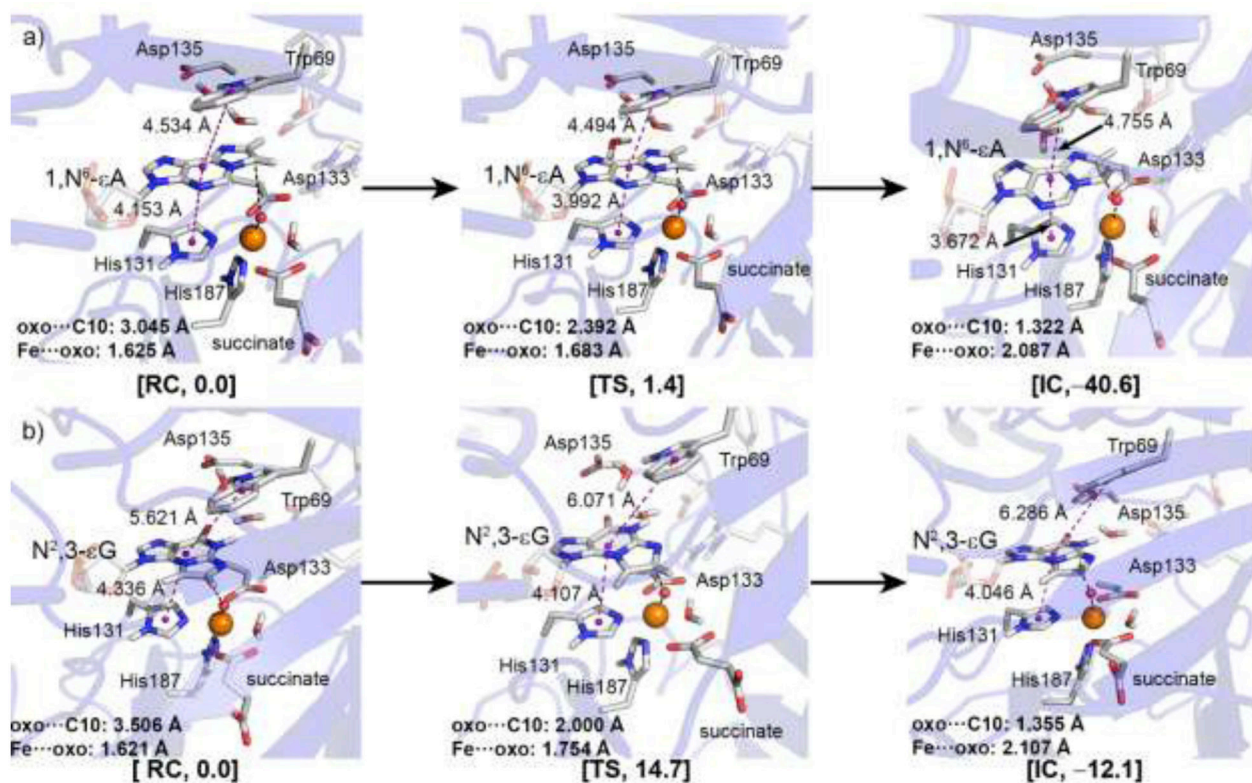 a)
Asp135
Trp69
4.534 Å
1,N⁶-εA
Asp133
4.153 Å
His131
His187
succinate
oxo···C10: 3.045 Å
Fe···oxo: 1.625 Å
[RC, 0.0]
Asp135
Trp69
4.494 Å
1,N⁶-εA
Asp133
3.992 Å
His131
His187
succinate
oxo···C10: 2.392 Å
Fe···oxo: 1.683 Å
[TS, 1.4]
Asp135
Trp69
4.755 Å
1,N⁶-εA
Asp133
3.672 Å
His131
His187
succinate
oxo···C10: 1.322 Å
Fe···oxo: 2.087 Å
[IC, –40.6]
b)
Asp135
Trp69
5.621 Å
N²,3-εG
Asp133
4.336 Å
His131
His187
succinate
oxo···C10: 3.506 Å
Fe···oxo: 1.621 Å
[ RC, 0.0]
Asp135
Trp69
6.071 Å
N²,3-εG
Asp133
4.107 Å
His131
His187
succinate
oxo···C10: 2.000 Å
Fe···oxo: 1.754 Å
[TS, 14.7]
Trp69
6.286 Å
Asp135
N²,3-εG
Asp133
4.046 Å
His131
His187
succinate
oxo···C10: 1.355 Å
Fe···oxo: 2.107 Å
[IC, –12.1]